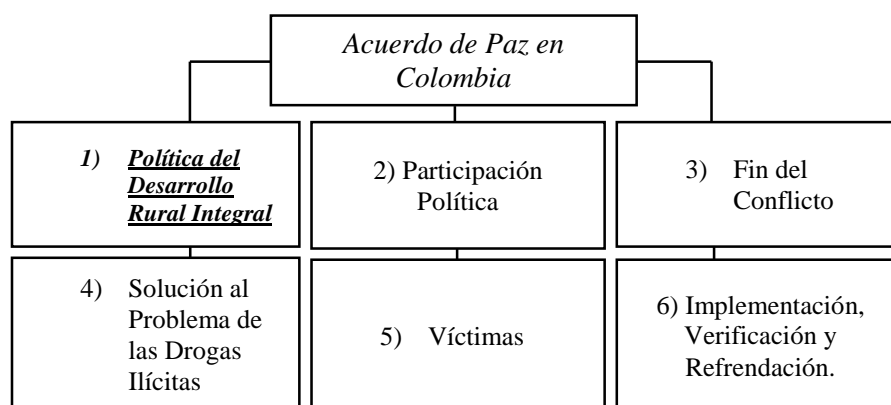 Acuerdo de Paz en
Colombia
1) Política del
Desarrollo
Rural Integral
2) Participación
Política
3) Fin del
Conflicto
4) Solución al
Problema de
las Drogas
Ilícitas
5) Víctimas
6) Implementación,
Verificación y
Refrendación.